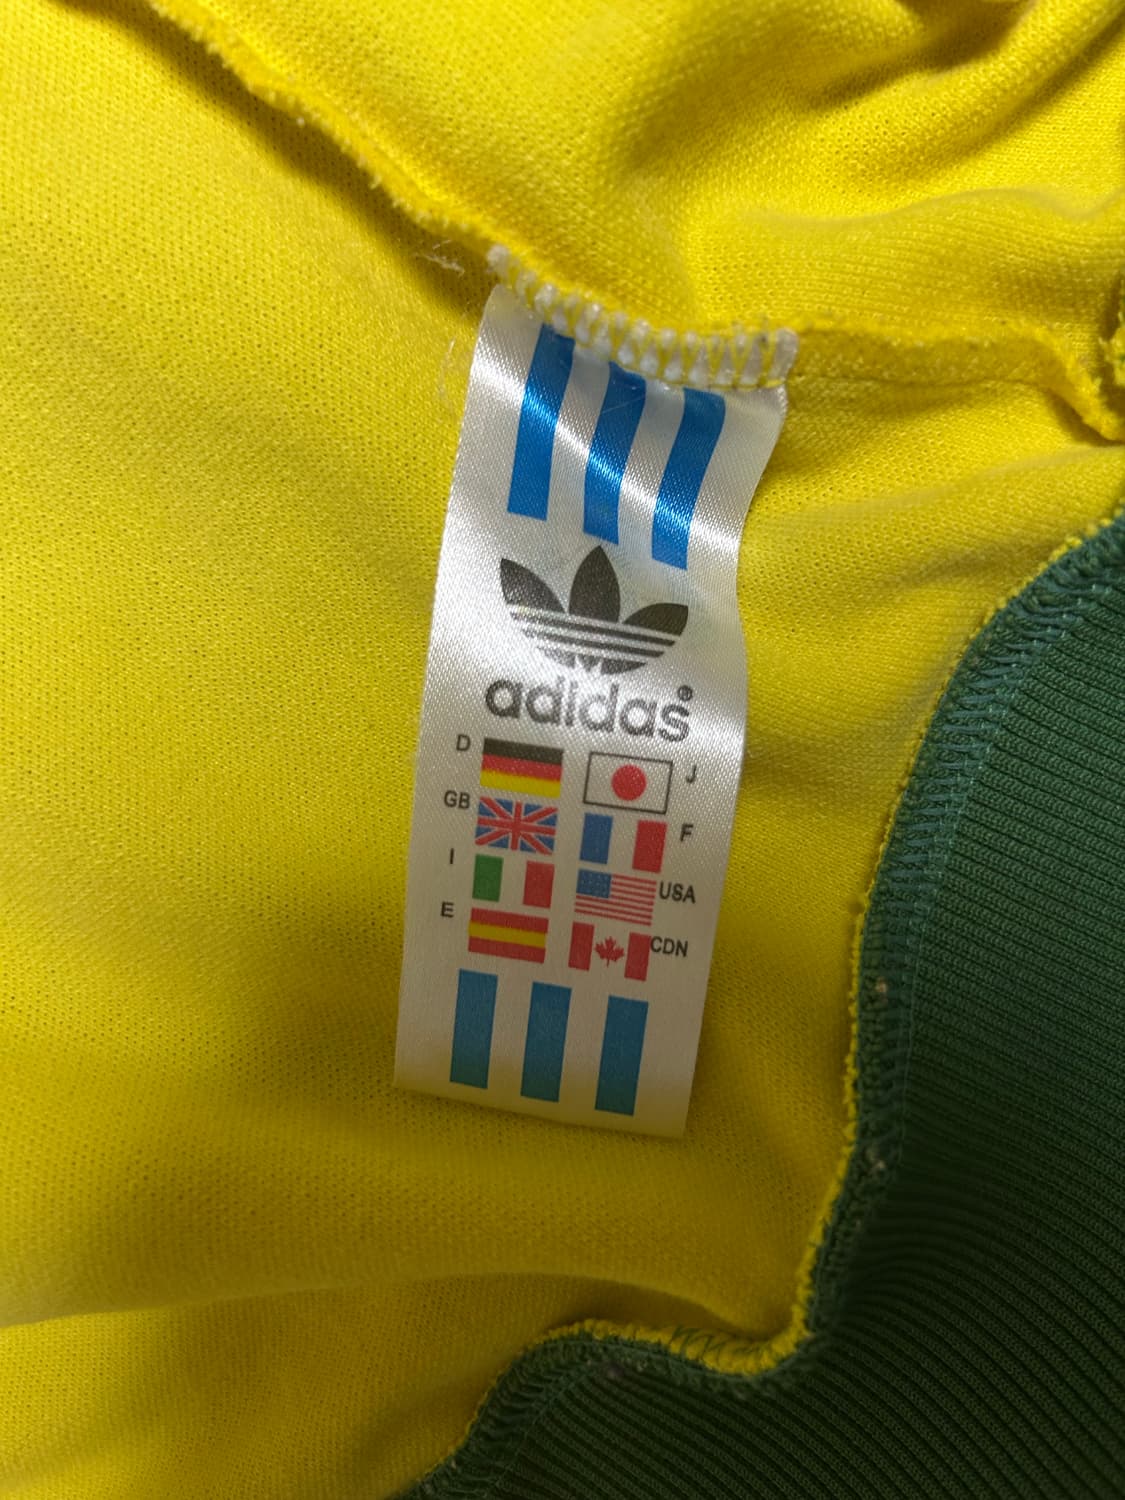 adidas®
D J
GB F
I USA
E CDN